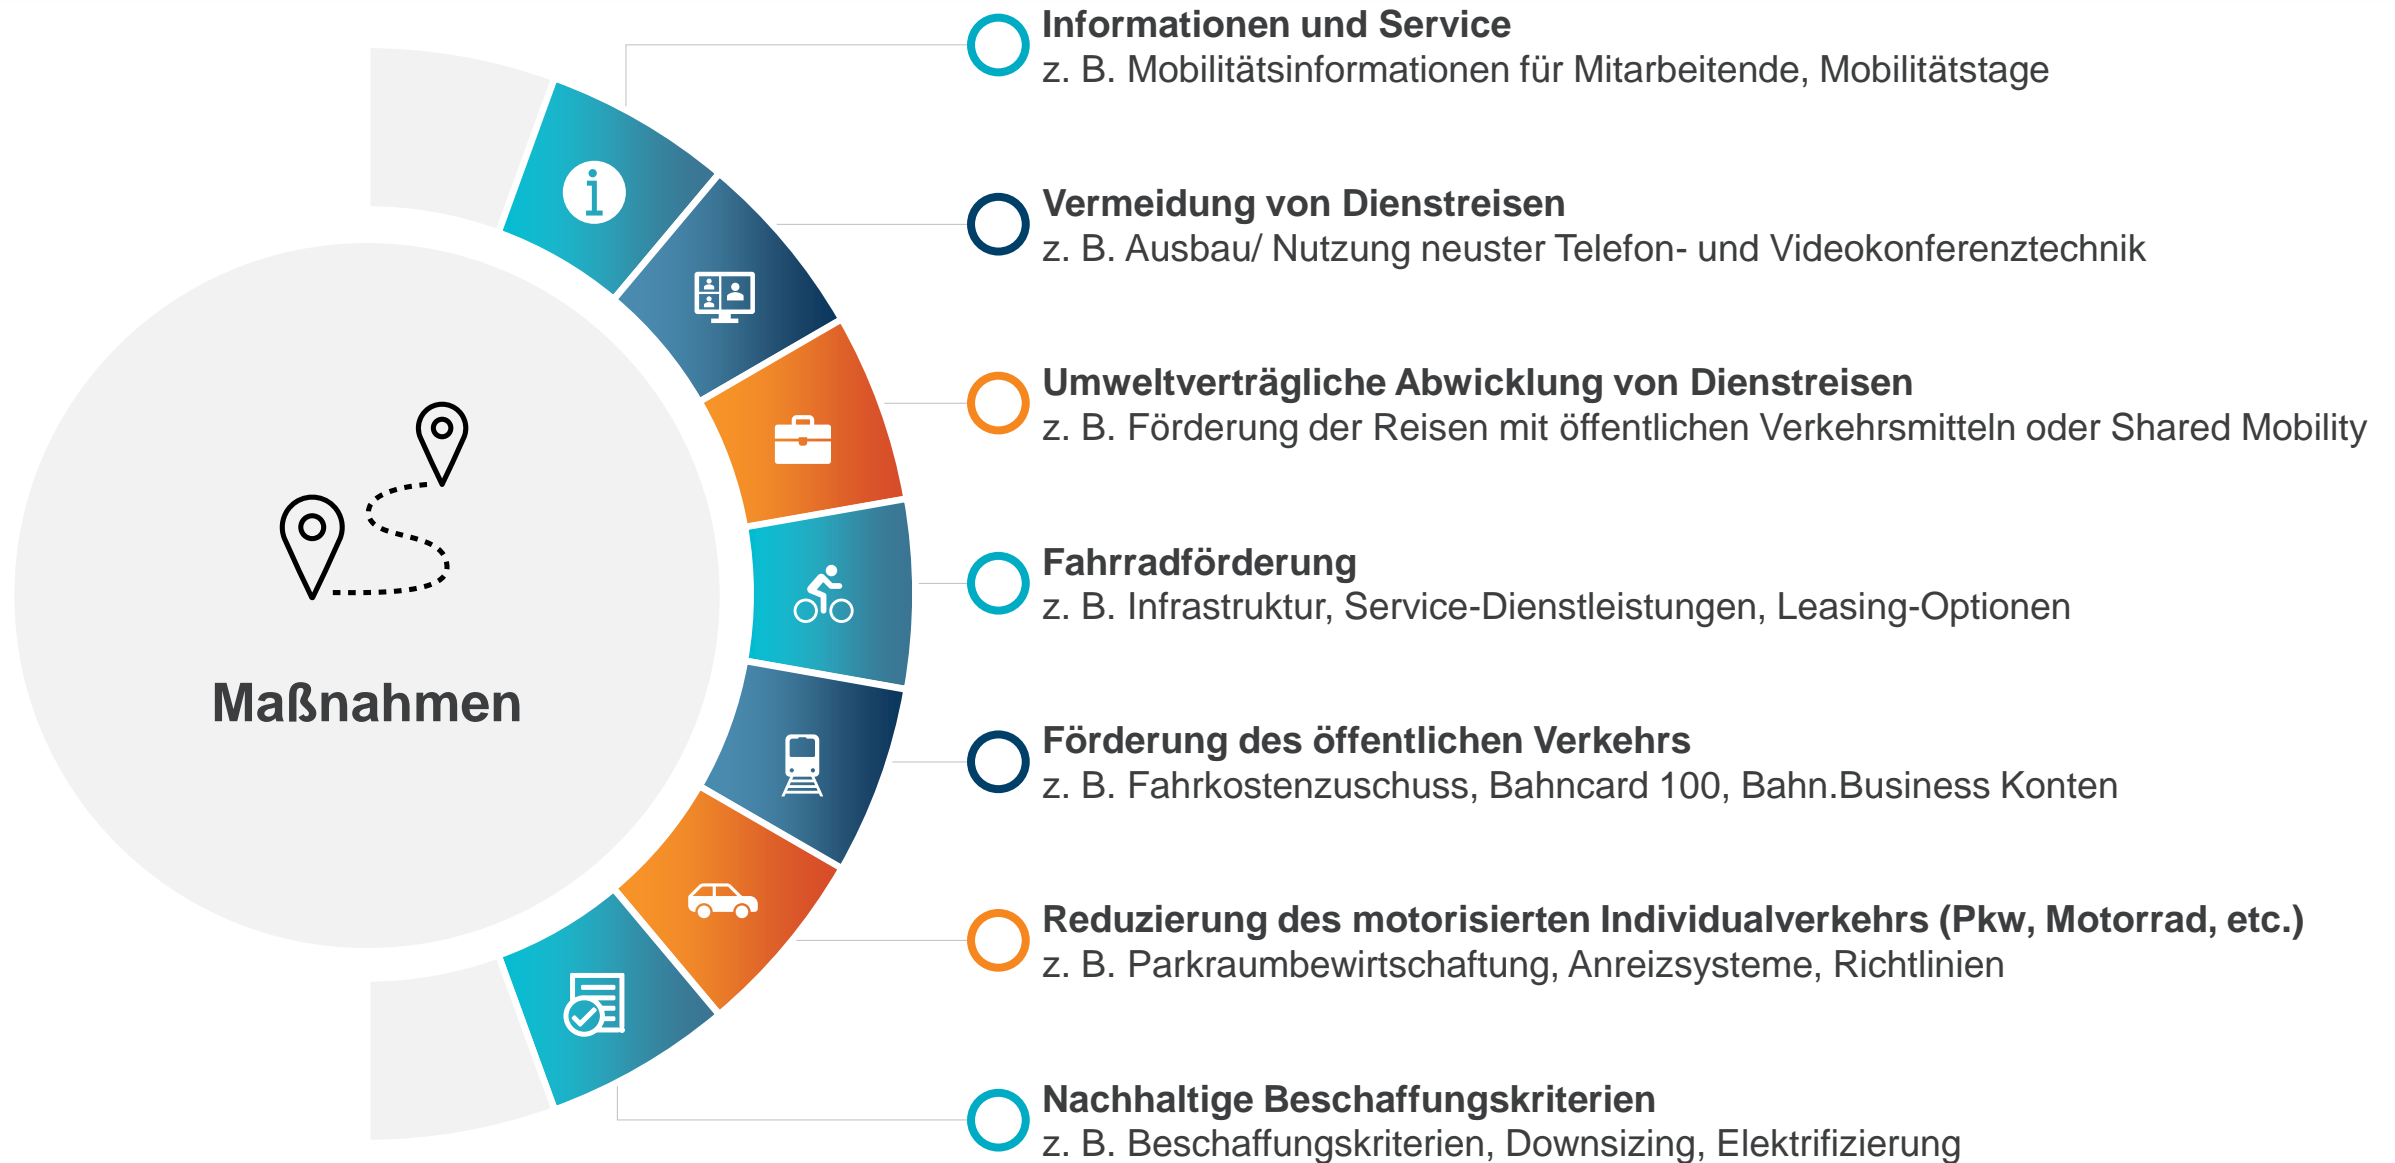 Informationen und Service
z. B. Mobilitätsinformationen für Mitarbeitende, Mobilitätstage
Vermeidung von Dienstreisen
z. B. Ausbau/ Nutzung neuster Telefon- und Videokonferenztechnik
Umweltverträgliche Abwicklung von Dienstreisen
z. B. Förderung der Reisen mit öffentlichen Verkehrsmitteln oder Shared Mobility
Fahrradförderung
z. B. Infrastruktur, Service-Dienstleistungen, Leasing-Optionen
Maßnahmen
Förderung des öffentlichen Verkehrs
z. B. Fahrkostenzuschuss, Bahncard 100, Bahn.Business Konten
Reduzierung des motorisierten Individualverkehrs (Pkw, Motorrad, etc.)
z. B. Parkraumbewirtschaftung, Anreizsysteme, Richtlinien
Nachhaltige Beschaffungskriterien
z. B. Beschaffungskriterien, Downsizing, Elektrifizierung